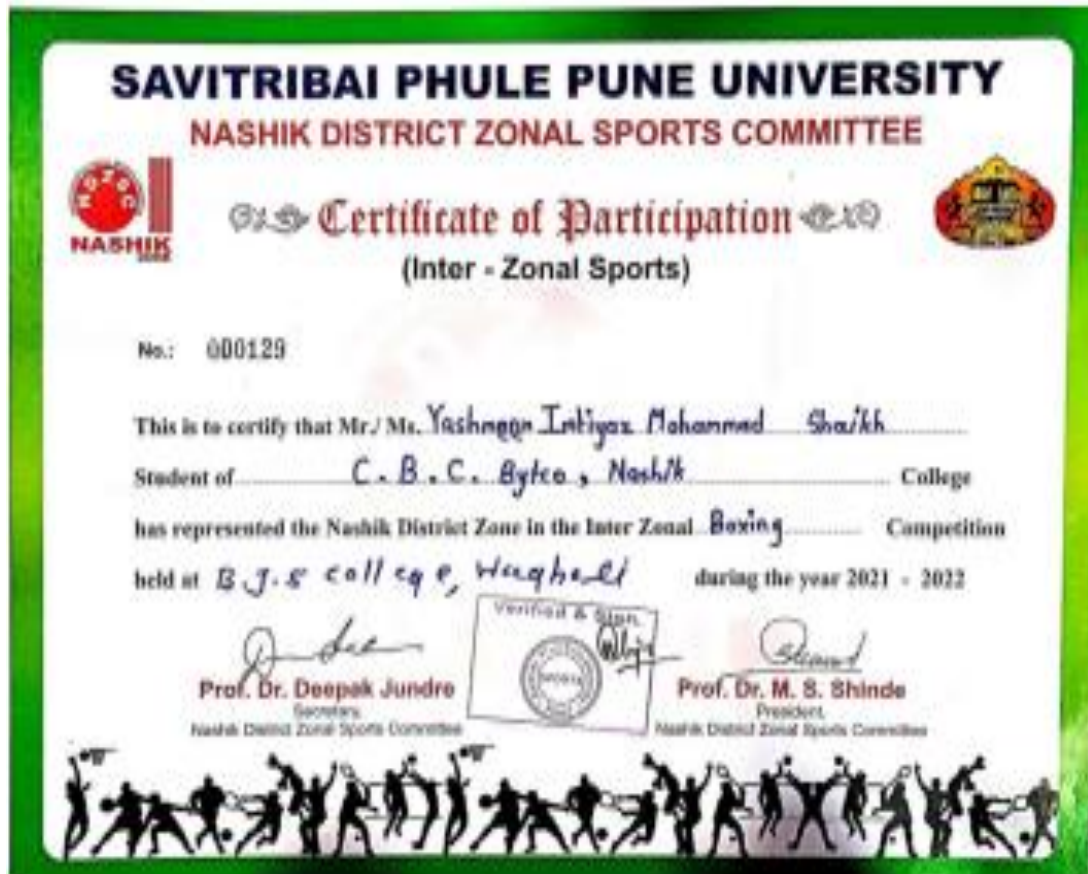 SAVITRIBAI PHULE PUNE UNIVERSITY
NASHIK DISTRICT ZONAL SPORTS COMMITTEE
NDZSC
NASHIK
Certificate of Participation
(Inter - Zonal Sports)
No.: 000129
This is to certify that Mr./ Ms. Yashmeen Imtiyaz Mohammed Shaikh
Student of C. B. C. Bytco, Nashik College
has represented the Nashik District Zone in the Inter Zonal Boxing Competition
held at B.J.S college, Wagholi during the year 2021 - 2022
Verified & Sign.
SPORTS
Prof. Dr. Deepak Jundre Prof. Dr. M. S. Shinde
Secretary, President,
Nashik District Zonal Sports Committee Nashik District Zonal Sports Committee